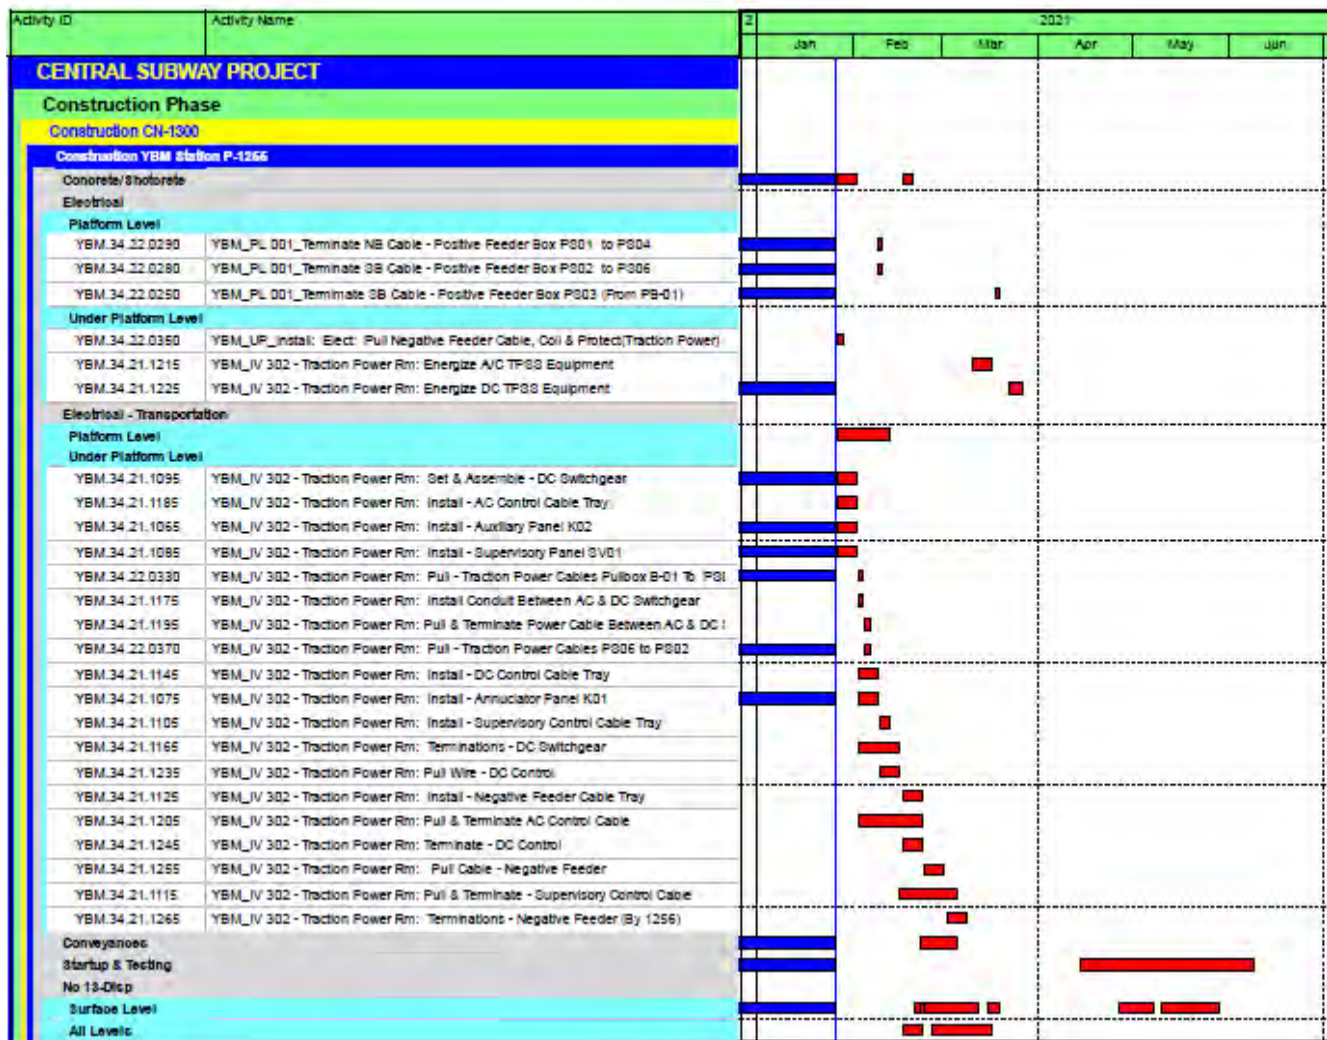 Activity ID Activity Name 2 2021
Jan Feb Mar Apr May Jun
CENTRAL SUBWAY PROJECT
Construction Phase
Construction CN-1300
Construction YBM Station P-1255
Concrete/Shotcrete
Electrical
Platform Level
YBM.34.22.0290 YBM_PL 001_Terminate NB Cable - Positive Feeder Box PS01 to PS04
YBM.34.22.0280 YBM_PL 001_Terminate SB Cable - Positive Feeder Box PS02 to PS06
YBM.34.22.0250 YBM_PL 001_Terminate SB Cable - Positive Feeder Box PS03 (From PB-01)
Under Platform Level
YBM.34.22.0350 YBM_UP_Install: Elect: Pull Negative Feeder Cable, Coil & Protect(Traction Power)
YBM.34.21.1215 YBM_IV 302 - Traction Power Rm: Energize A/C TPSS Equipment
YBM.34.21.1225 YBM_IV 302 - Traction Power Rm: Energize DC TPSS Equipment
Electrical - Transportation
Platform Level
Under Platform Level
YBM.34.21.1095 YBM_IV 302 - Traction Power Rm: Set & Assemble - DC Switchgear
YBM.34.21.1185 YBM_IV 302 - Traction Power Rm: Install - AC Control Cable Tray
YBM.34.21.1065 YBM_IV 302 - Traction Power Rm: Install - Auxiliary Panel K02
YBM.34.21.1085 YBM_IV 302 - Traction Power Rm: Install - Supervisory Panel SV01
YBM.34.22.0330 YBM_IV 302 - Traction Power Rm: Pull - Traction Power Cables Pullbox B-01 To
YBM.34.21.1175 YBM_IV 302 - Traction Power Rm: Install Conduit Between AC & DC Switchgear
YBM.34.21.1195 YBM_IV 302 - Traction Power Rm: Pull & Terminate Power Cable Between AC & DC
YBM.34.22.0370 YBM_IV 302 - Traction Power Rm: Pull - Traction Power Cables PS06 to PS02
YBM.34.21.1145 YBM_IV 302 - Traction Power Rm: Install - DC Control Cable Tray
YBM.34.21.1075 YBM_IV 302 - Traction Power Rm: Install - Annuciator Panel K01
YBM.34.21.1105 YBM_IV 302 - Traction Power Rm: Install - Supervisory Control Cable Tray
YBM.34.21.1165 YBM_IV 302 - Traction Power Rm: Terminations - DC Switchgear
YBM.34.21.1235 YBM_IV 302 - Traction Power Rm: Pull Wire - DC Control
YBM.34.21.1125 YBM_IV 302 - Traction Power Rm: Install - Negative Feeder Cable Tray
YBM.34.21.1205 YBM_IV 302 - Traction Power Rm: Pull & Terminate AC Control Cable
YBM.34.21.1245 YBM_IV 302 - Traction Power Rm: Terminate - DC Control
YBM.34.21.1255 YBM_IV 302 - Traction Power Rm: Pull Cable - Negative Feeder
YBM.34.21.1115 YBM_IV 302 - Traction Power Rm: Pull & Terminate - Supervisory Control Cable
YBM.34.21.1265 YBM_IV 302 - Traction Power Rm: Terminations - Negative Feeder (By 1256)
Conveyances
Startup & Testing
No 13-Disp
Surface Level
All Levels